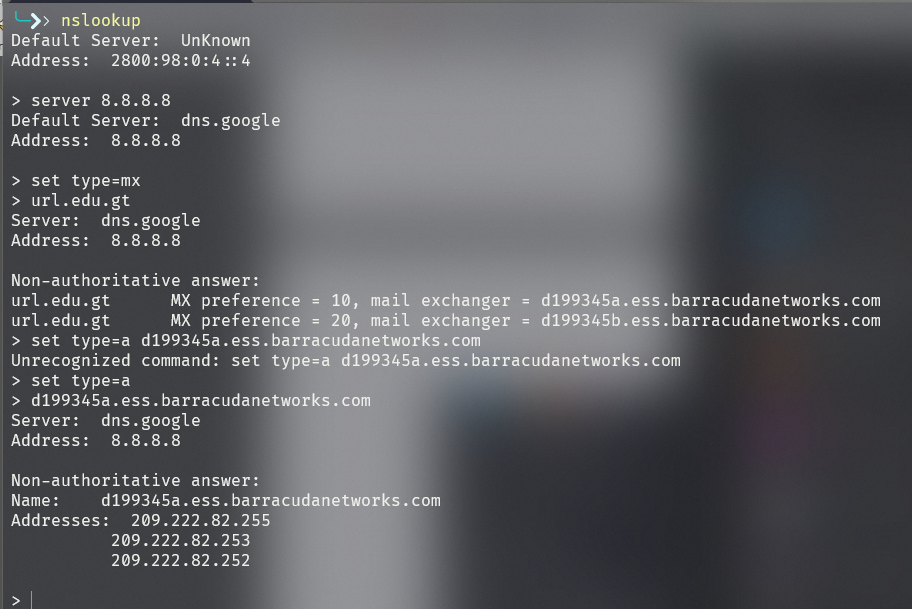 nslookup
Default Server:  UnKnown
Address:  2800:98:0:4::4
> server 8.8.8.8
Default Server:  dns.google
Address:  8.8.8.8
> set type=mx
> url.edu.gt
Server:  dns.google
Address:  8.8.8.8
Non-authoritative answer:
url.edu.gt      MX preference = 10, mail exchanger = d199345a.ess.barracudanetworks.com
url.edu.gt      MX preference = 20, mail exchanger = d199345b.ess.barracudanetworks.com
> set type=a d199345a.ess.barracudanetworks.com
Unrecognized command: set type=a d199345a.ess.barracudanetworks.com
> set type=a
> d199345a.ess.barracudanetworks.com
Server:  dns.google
Address:  8.8.8.8
Non-authoritative answer:
Name:    d199345a.ess.barracudanetworks.com
Addresses:  209.222.82.255
209.222.82.253
209.222.82.252
>